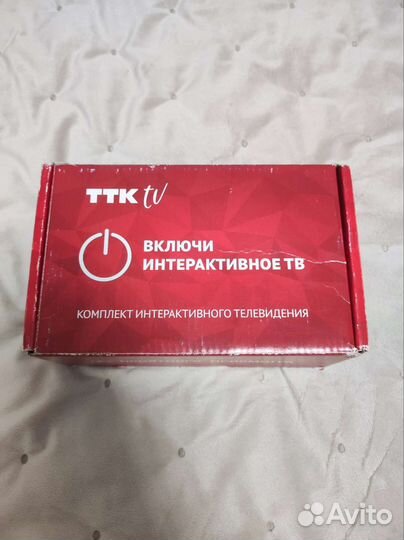 ТТК tv
ВКЛЮЧИ
ИНТЕРАКТИВНОЕ ТВ
КОМПЛЕКТ ИНТЕРАКТИВНОГО ТЕЛЕВИДЕНИЯ
Avito